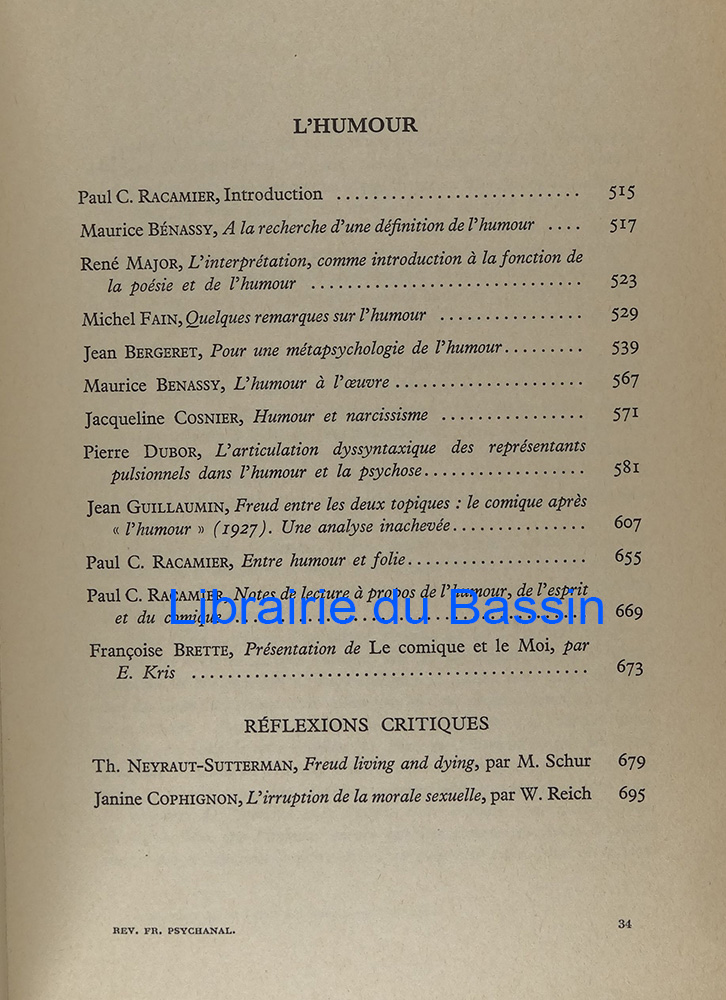 L'HUMOUR
Paul C. RACAMIER, Introduction ........................... 515
Maurice BÉNASSY, A la recherche d'une définition de l'humour .... 517
René MAJOR, L'interprétation, comme introduction à la fonction de
la poésie et de l'humour .............................. 523
Michel FAIN, Quelques remarques sur l'humour ................ 529
Jean BERGERET, Pour une métapsychologie de l'humour......... 539
Maurice BENASSY, L'humour à l'œuvre ..................... 567
Jacqueline COSNIER, Humour et narcissisme ................ 571
Pierre DUBOR, L'articulation dyssyntaxique des représentants
pulsionnels dans l'humour et la psychose.................. 581
Jean GUILLAUMIN, Freud entre les deux topiques : le comique après
« l'humour » (1927). Une analyse inachevée............... 607
Paul C. RACAMIER, Entre humour et folie.................... 655
Paul C. RACAMIER, Notes de lecture à propos de l'humour, de l'esprit
et du comique ....................................... 669
Librairie du Bassin
Françoise BRETTE, Présentation de Le comique et le Moi, par
E. Kris ............................................ 673
RÉFLEXIONS CRITIQUES
Th. NEYRAUT-SUTTERMAN, Freud living and dying, par M. Schur 679
Janine COPHIGNON, L'irruption de la morale sexuelle, par W. Reich 695
REV. FR. PSYCHANAL. 34